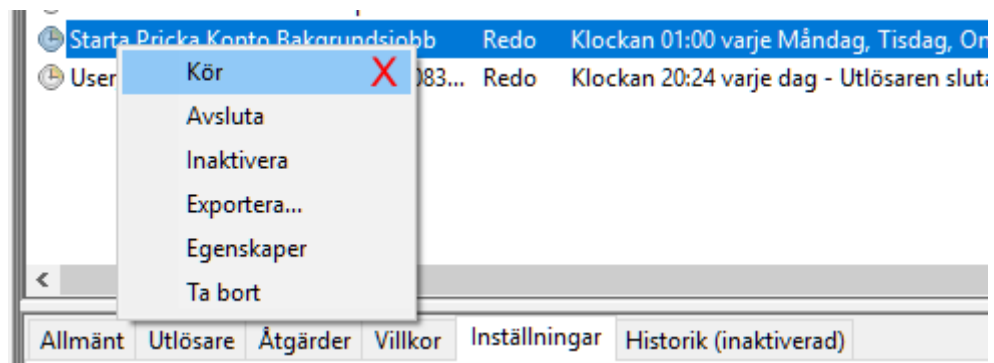 Starta Pricka Konto Bakgrundsjobb Redo Klockan 01:00 varje Måndag, Tisdag, On
User 083... Redo Klockan 20:24 varje dag - Utlösaren sluta
Kör X
Avsluta
Inaktivera
Exportera...
Egenskaper
Ta bort
Allmänt Utlösare Åtgärder Villkor Inställningar Historik (inaktiverad)